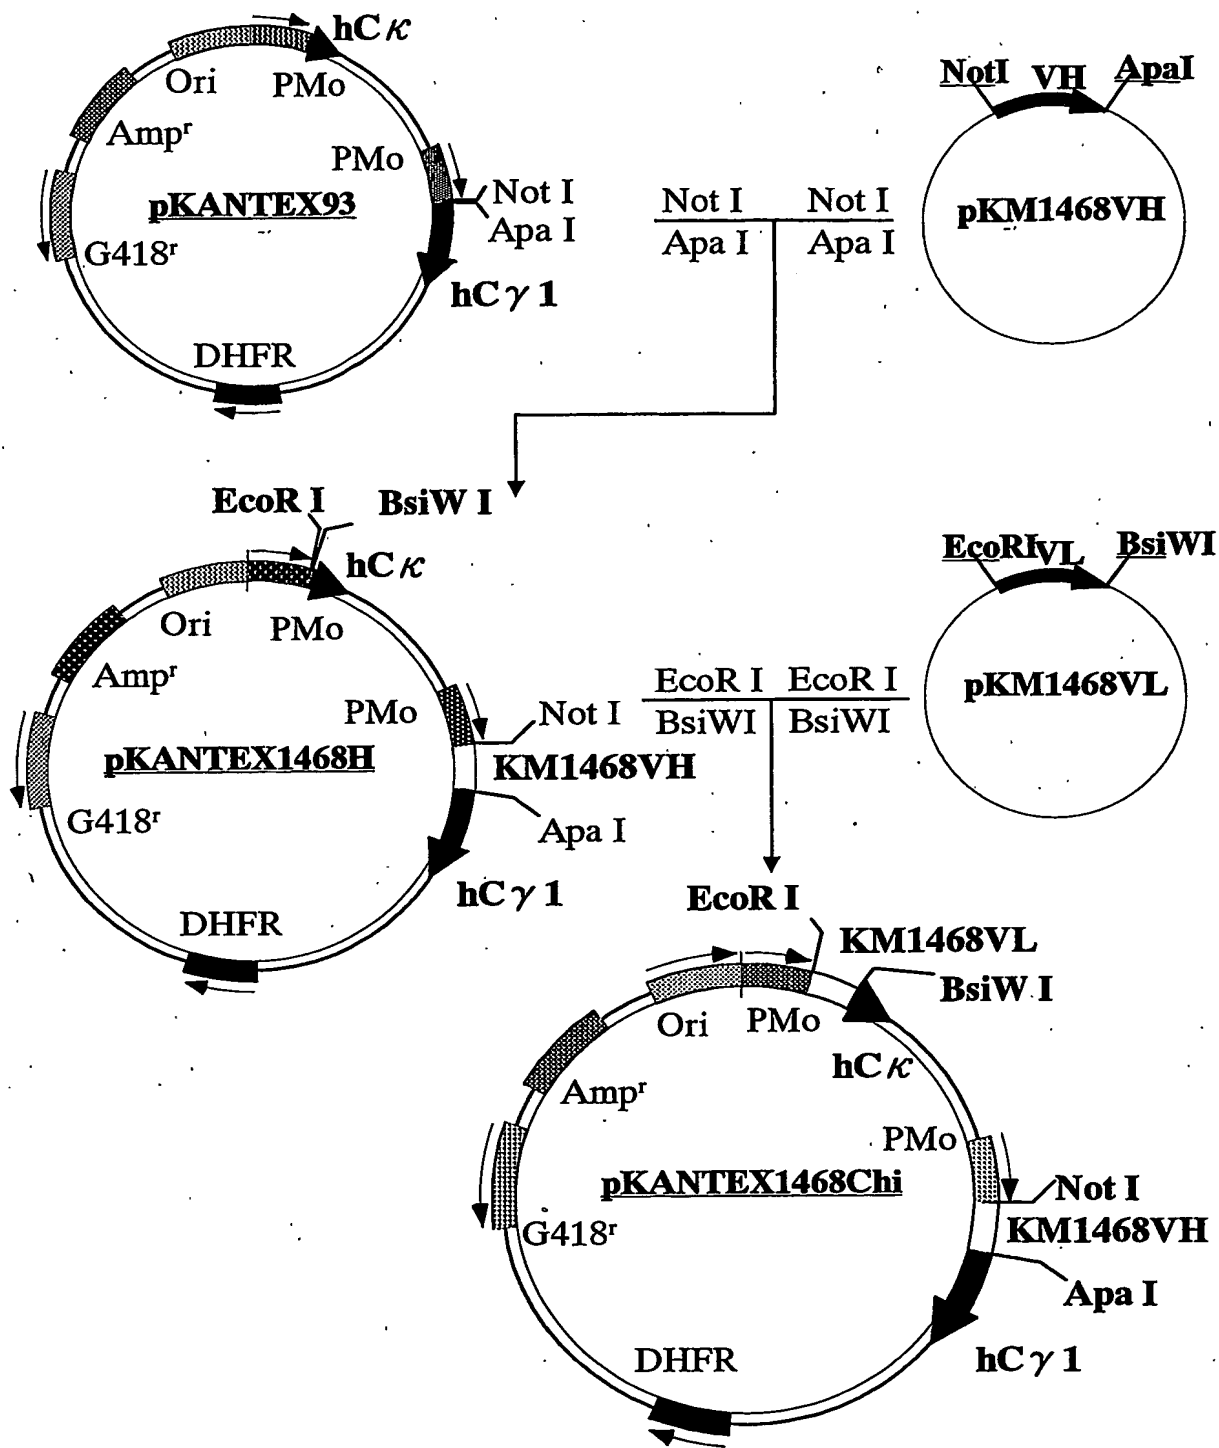 hCκ
Ori
PMo
Ampʳ
PMo
pKANTEX93
Not I
Apa I
G418ʳ
hCγ1
DHFR
NotI VH ApaI
pKM1468VH
Not I Not I
Apa I Apa I
EcoR I BsiW I
hCκ
Ori
PMo
Ampʳ
PMo
Not I
pKANTEX1468H
KM1468VH
G418ʳ
Apa I
hCγ1
DHFR
EcoRI VL BsiWI
pKM1468VL
EcoR I EcoR I
BsiWI BsiWI
EcoR I
KM1468VL
BsiW I
Ori
PMo
hCκ
Ampʳ
PMo
pKANTEX1468Chi
Not I
KM1468VH
G418ʳ
Apa I
hCγ1
DHFR